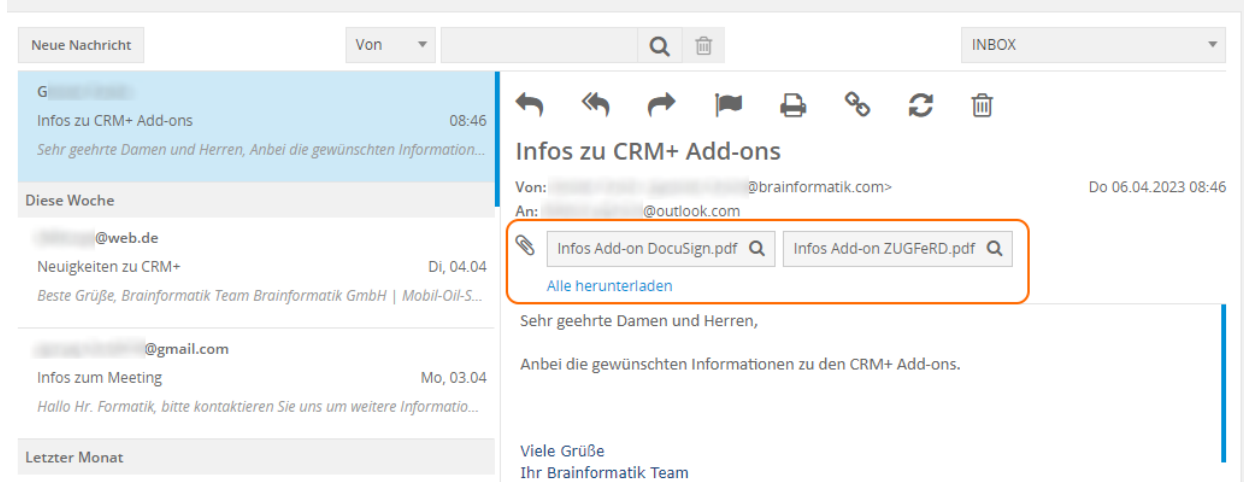 Neue Nachricht
Von
INBOX
G
Infos zu CRM+ Add-ons 08:46
Sehr geehrte Damen und Herren, Anbei die gewünschten Information...
Diese Woche
@web.de
Neuigkeiten zu CRM+ Di, 04.04
Beste Grüße, Brainformatik Team Brainformatik GmbH | Mobil-Oil-S...
@gmail.com
Infos zum Meeting Mo, 03.04
Hallo Hr. Formatik, bitte kontaktieren Sie uns um weitere Informatio...
Letzter Monat
Infos zu CRM+ Add-ons
Von: @brainformatik.com> Do 06.04.2023 08:46
An: @outlook.com
Infos Add-on DocuSign.pdf Infos Add-on ZUGFeRD.pdf
Alle herunterladen
Sehr geehrte Damen und Herren,
Anbei die gewünschten Informationen zu den CRM+ Add-ons.
Viele Grüße
Ihr Brainformatik Team